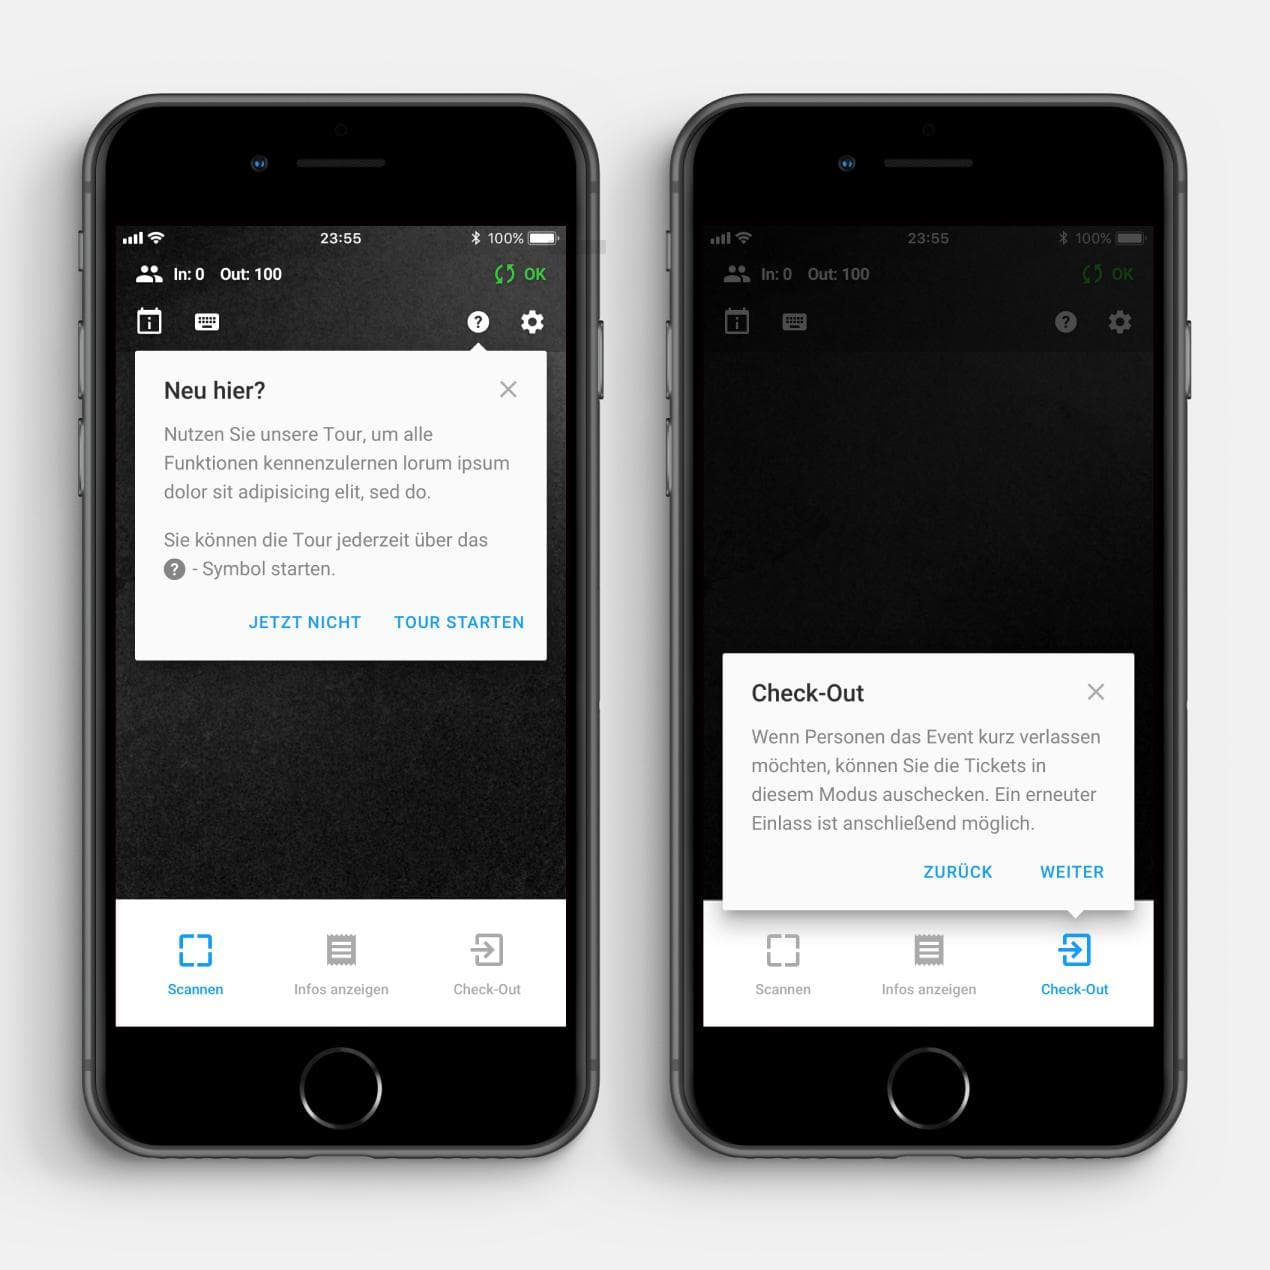 23:55 100%
In: 0 Out: 100 OK
Neu hier?
Nutzen Sie unsere Tour, um alle
Funktionen kennenzulernen lorum ipsum
dolor sit adipisicing elit, sed do.
Sie können die Tour jederzeit über das
? - Symbol starten.
JETZT NICHT TOUR STARTEN
Scannen Infos anzeigen Check-Out
23:55 100%
In: 0 Out: 100 OK
Check-Out
Wenn Personen das Event kurz verlassen
möchten, können Sie die Tickets in
diesem Modus auschecken. Ein erneuter
Einlass ist anschließend möglich.
ZURÜCK WEITER
Scannen Infos anzeigen Check-Out